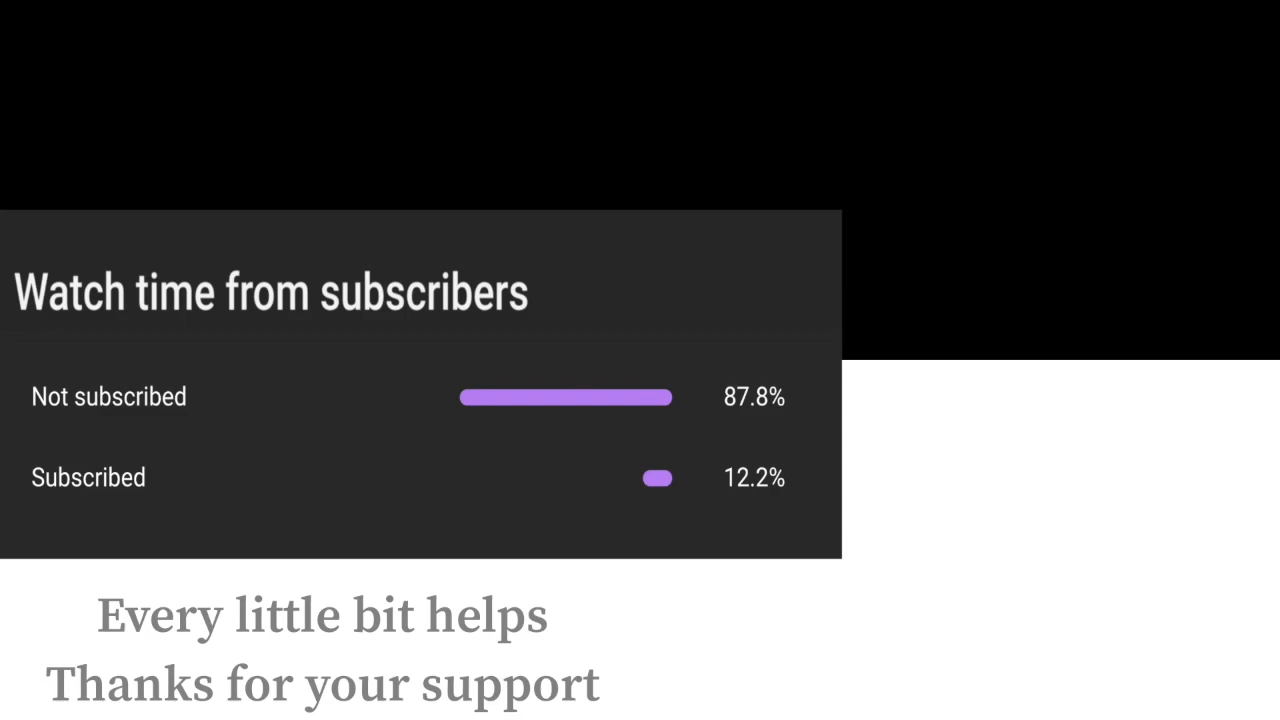 Watch time from subscribers
Not subscribed 87.8%
Subscribed 12.2%
Every little bit helps
Thanks for your support